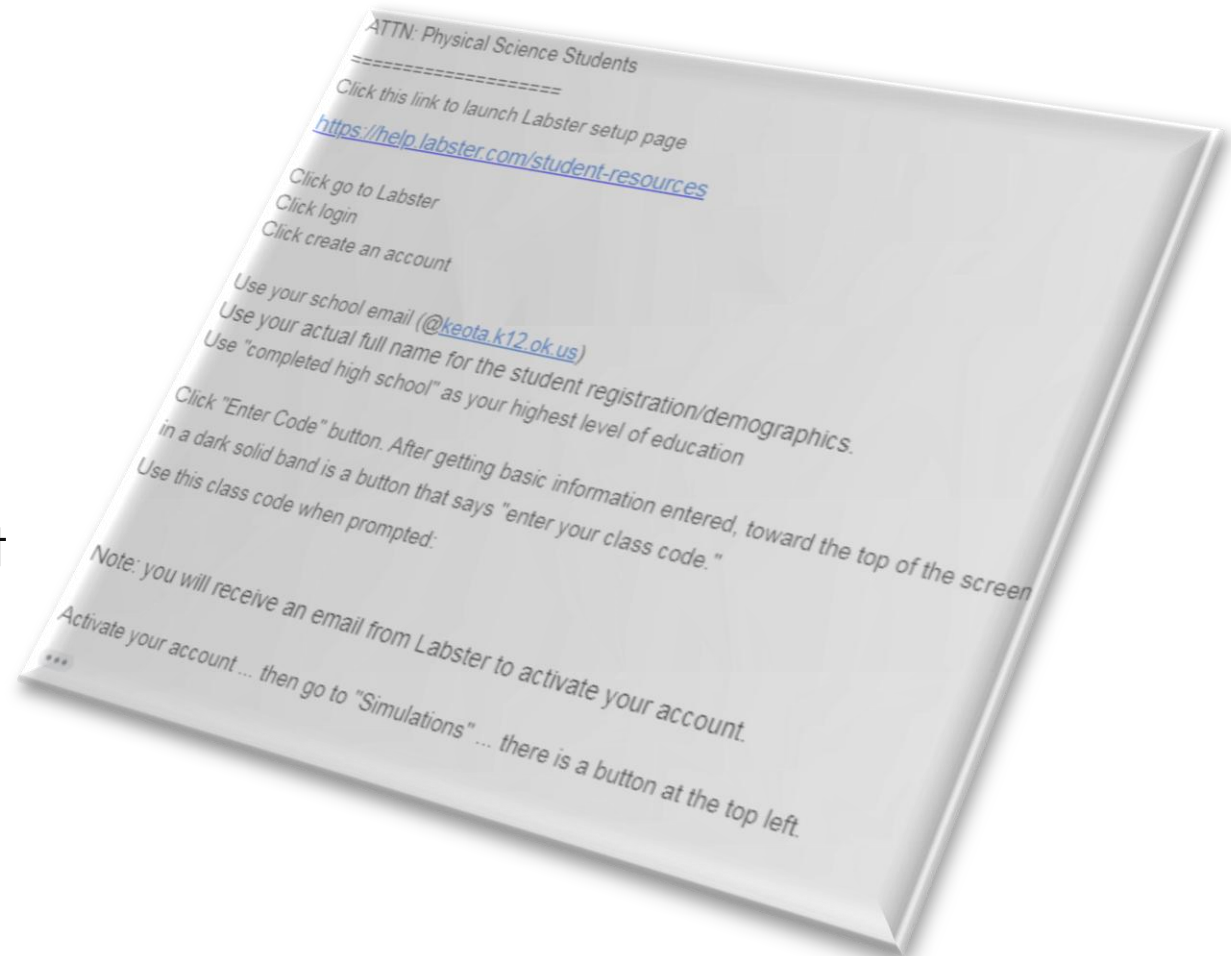 ATTN: Physical Science Students
====================
Click this link to launch Labster setup page
https://help.labster.com/student-resources
Click go to Labster
Click login
Click create an account
Use your school email (@keota.k12.ok.us)
Use your actual full name for the student registration/demographics.
Use "completed high school" as your highest level of education
Click "Enter Code" button. After getting basic information entered, toward the top of the screen
in a dark solid band is a button that says "enter your class code."
Use this class code when prompted:
Note: you will receive an email from Labster to activate your account.
Activate your account ... then go to "Simulations" ... there is a button at the top left.
•••